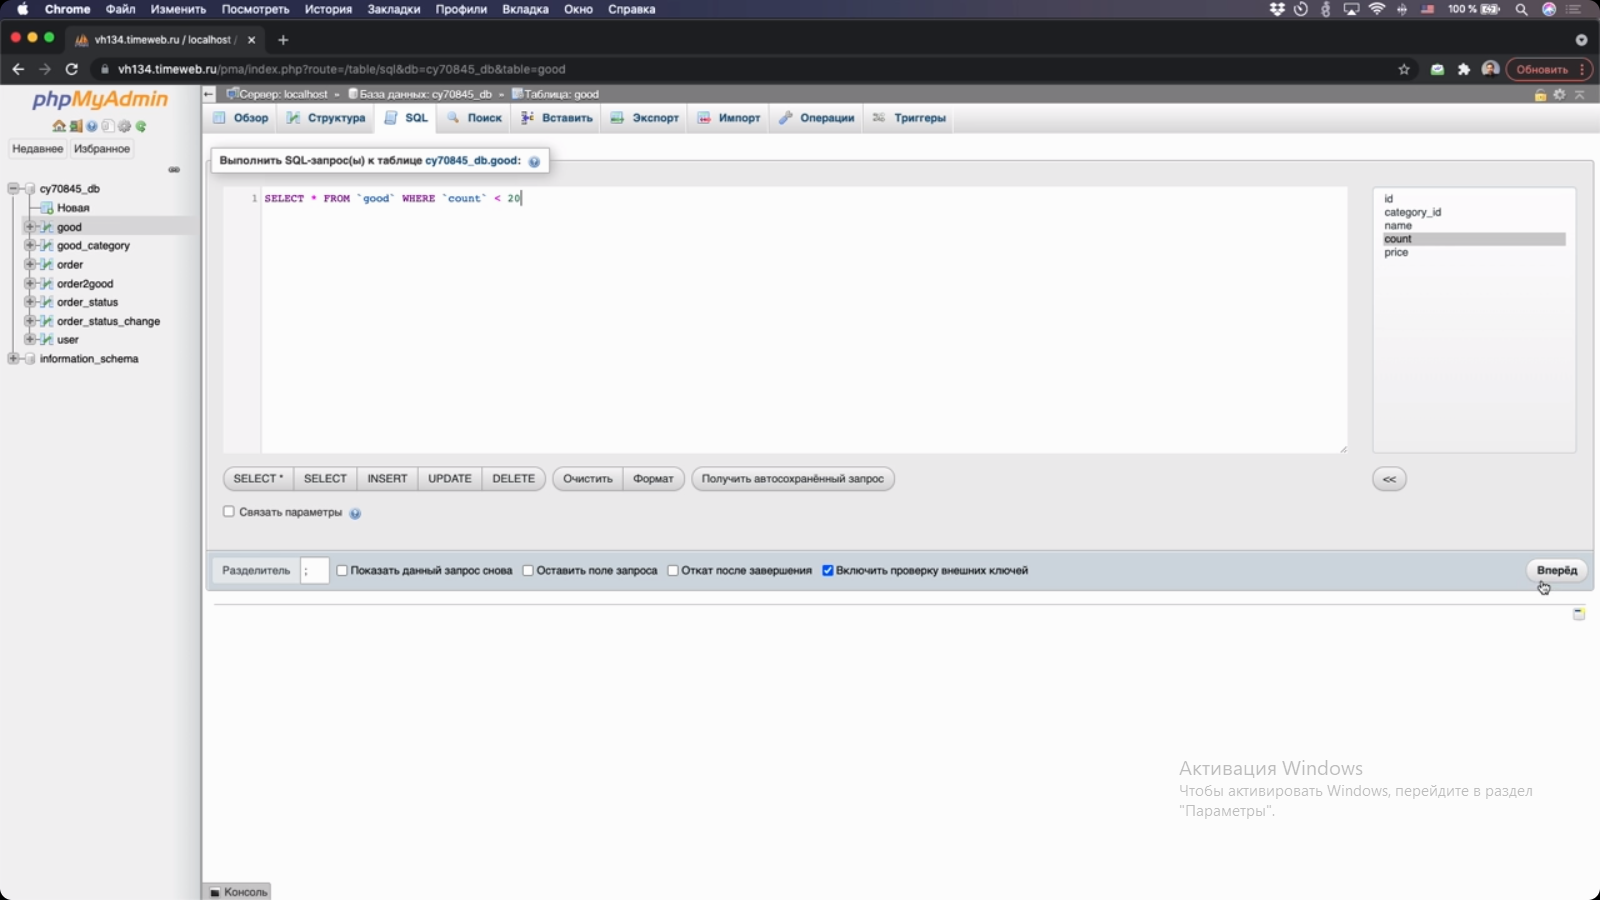 Chrome Файл Изменить Посмотреть История Закладки Профили Вкладка Окно Справка 100 %
vh134.timeweb.ru / localhost /
vh134.timeweb.ru/pma/index.php?route=/table/sql&db=cy70845_db&table=good
Обновить
phpMyAdmin
Недавнее Избранное
cy70845_db
Новая
good
good_category
order
order2good
order_status
order_status_change
user
information_schema
Сервер: localhost » База данных: cy70845_db » Таблица: good
Обзор Структура SQL Поиск Вставить Экспорт Импорт Операции Триггеры
Выполнить SQL-запрос(ы) к таблице cy70845_db.good:
1 SELECT * FROM `good` WHERE `count` < 20
id
category_id
name
count
price
SELECT * SELECT INSERT UPDATE DELETE Очистить Формат Получить автосохранённый запрос <<
Связать параметры
Разделитель ; Показать данный запрос снова Оставить поле запроса Откат после завершения Включить проверку внешних ключей Вперёд
Активация Windows
Чтобы активировать Windows, перейдите в раздел
"Параметры".
Консоль